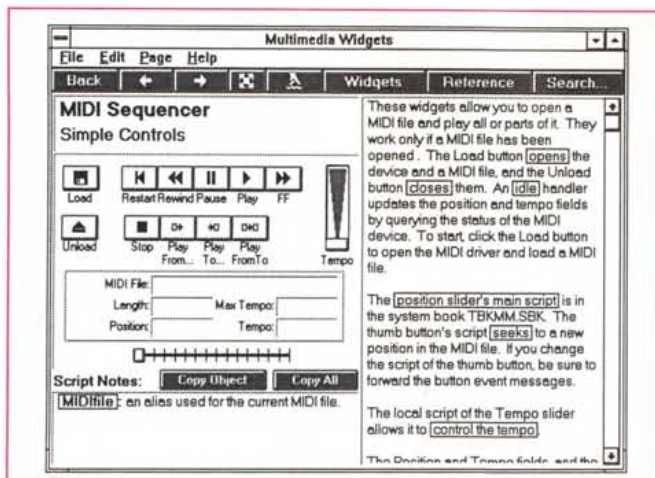 Multimedia Widgets
File Edit Page Help
Back Widgets Reference Search...
MIDI Sequencer
Simple Controls
Load Restart Rewind Pause Play FF
Unload Stop Play From... Play To... Play FromTo Tempo
MIDI File:
Length: Max Tempo:
Position: Tempo:
Script Notes: Copy Object Copy All
MIDIfile : an alias used for the current MIDI file.
These widgets allow you to open a
MIDI file and play all or parts of it. They
work only if a MIDI file has been
opened . The Load button opens the
device and a MIDI file, and the Unload
button closes them. An idle handler
updates the position and tempo fields
by querying the status of the MIDI
device. To start, click the Load button
to open the MIDI driver and load a MIDI
file.
The position slider's main script is in
the system book TBKMM.SBK. The
thumb button's script seeks to a new
position in the MIDI file. If you change
the script of the thumb button, be sure to
forward the button event messages.
The local script of the Tempo slider
allows it to control the tempo.
The Position and Tempo fields, and the